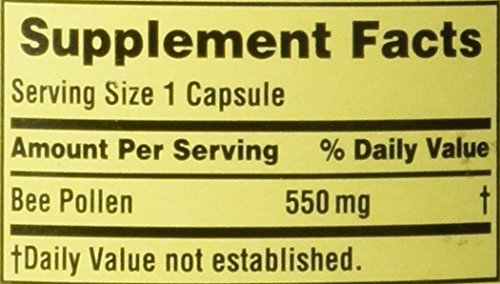 Supplement Facts
Serving Size 1 Capsule
Amount Per Serving % Daily Value
Bee Pollen 550 mg †
†Daily Value not established.